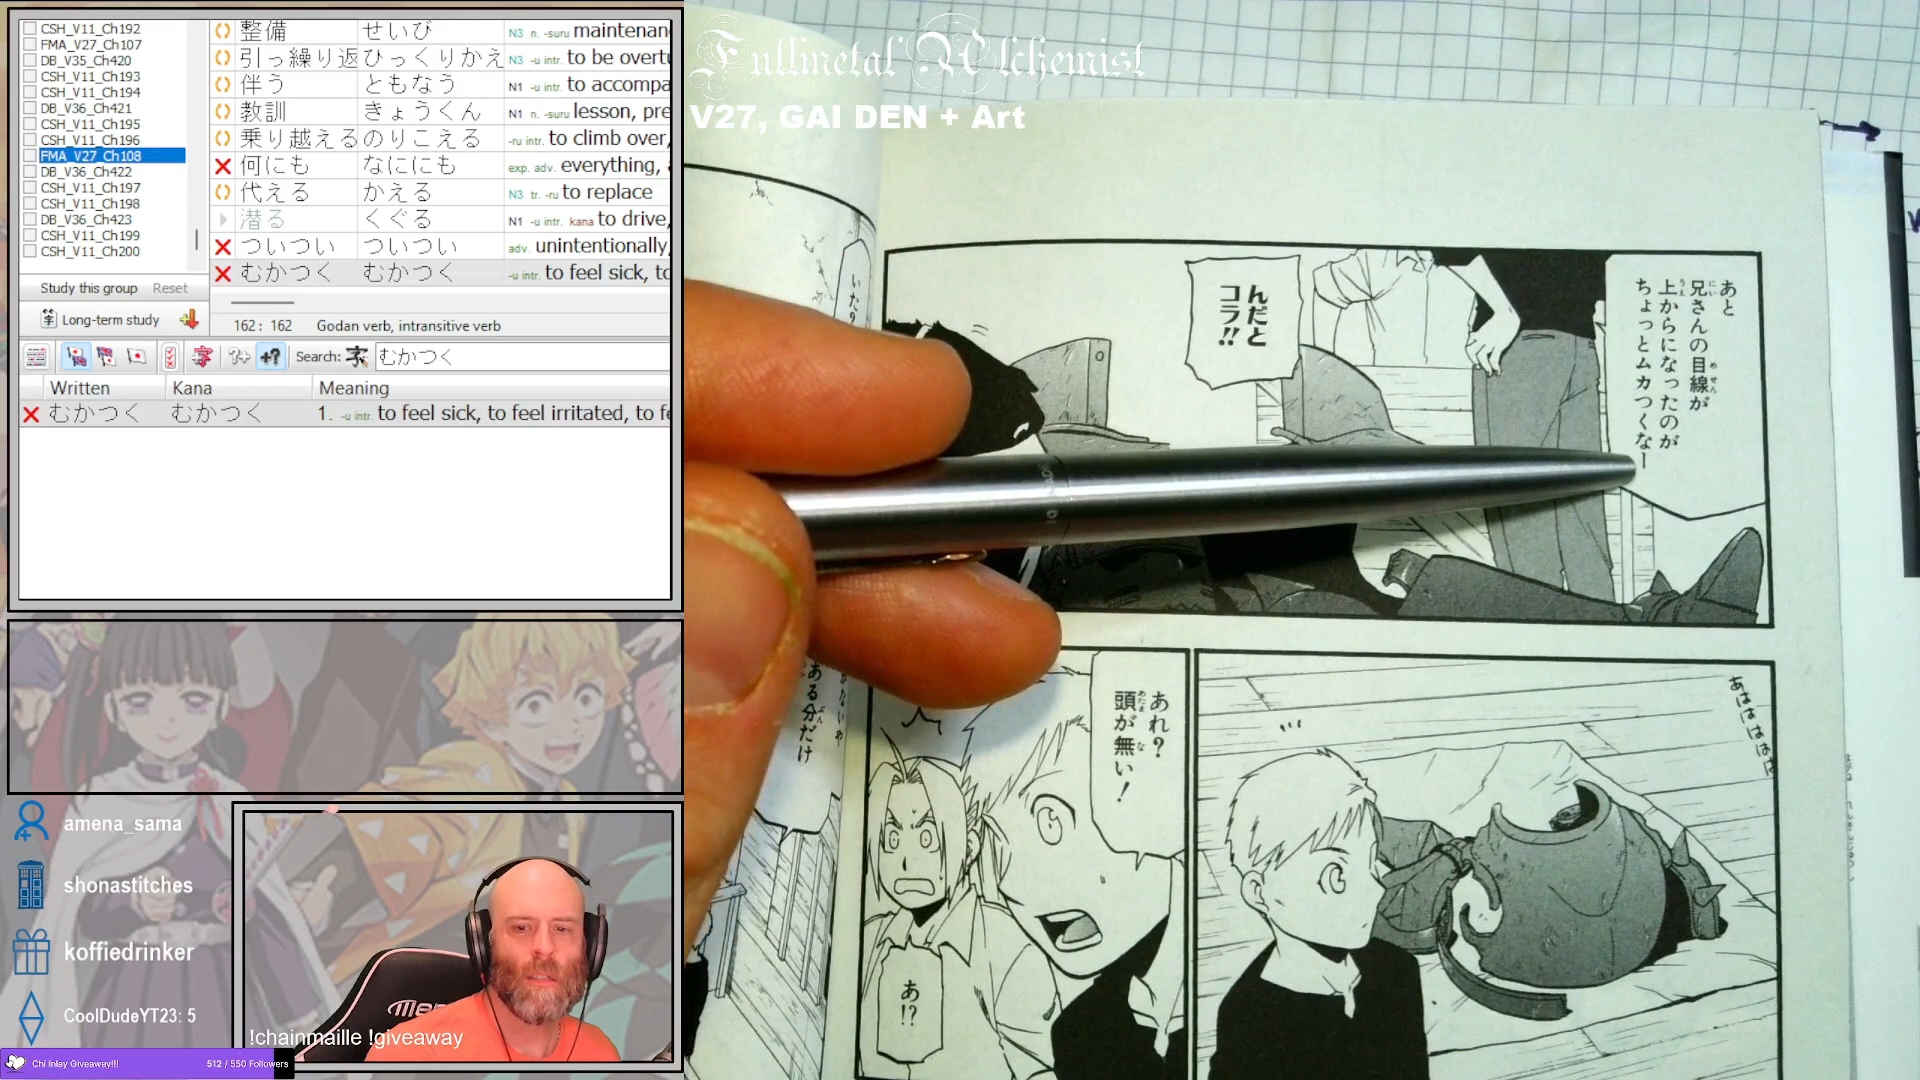 CSH_V11_Ch192
FMA_V27_Ch107
DB_V35_Ch420
CSH_V11_Ch193
CSH_V11_Ch194
DB_V36_Ch421
CSH_V11_Ch195
CSH_V11_Ch196
FMA_V27_Ch108
DB_V36_Ch422
CSH_V11_Ch197
CSH_V11_Ch198
DB_V36_Ch423
CSH_V11_Ch199
CSH_V11_Ch200
Study this group Reset
Long-term study
整備 せいび N3 n. -suru maintenan
引っ繰り返 ひっくりかえ N3 -u intr. to be overtu
伴う ともなう N1 -u intr. to accompa
教訓 きょうくん N1 n. -suru lesson, pre
乗り越える のりこえる -ru intr. to climb over,
何にも なににも exp. adv. everything,
代える かえる N3 tr. -ru to replace
潜る くぐる N1 -u intr. kana to drive,
ついつい ついつい adv. unintentionally,
むかつく むかつく -u intr. to feel sick, to
162: 162 Godan verb, intransitive verb
Search: むかつく
Written Kana Meaning
むかつく むかつく 1. -u intr. to feel sick, to feel irritated, to fe
amena_sama
shonastitches
koffiedrinker
CoolDudeYT23: 5
!chainmaille !giveaway
Chi Inlay Giveaway!!! 512 / 550 Followers
Fullmetal Alchemist
V27, GAI DEN + Art
あと
兄さんの目線が
上からになったのが
ちょっとムカつくなー
んだと
コラ!!
あはははは
あれ?
頭が無い!
あ!?
ある分だけ